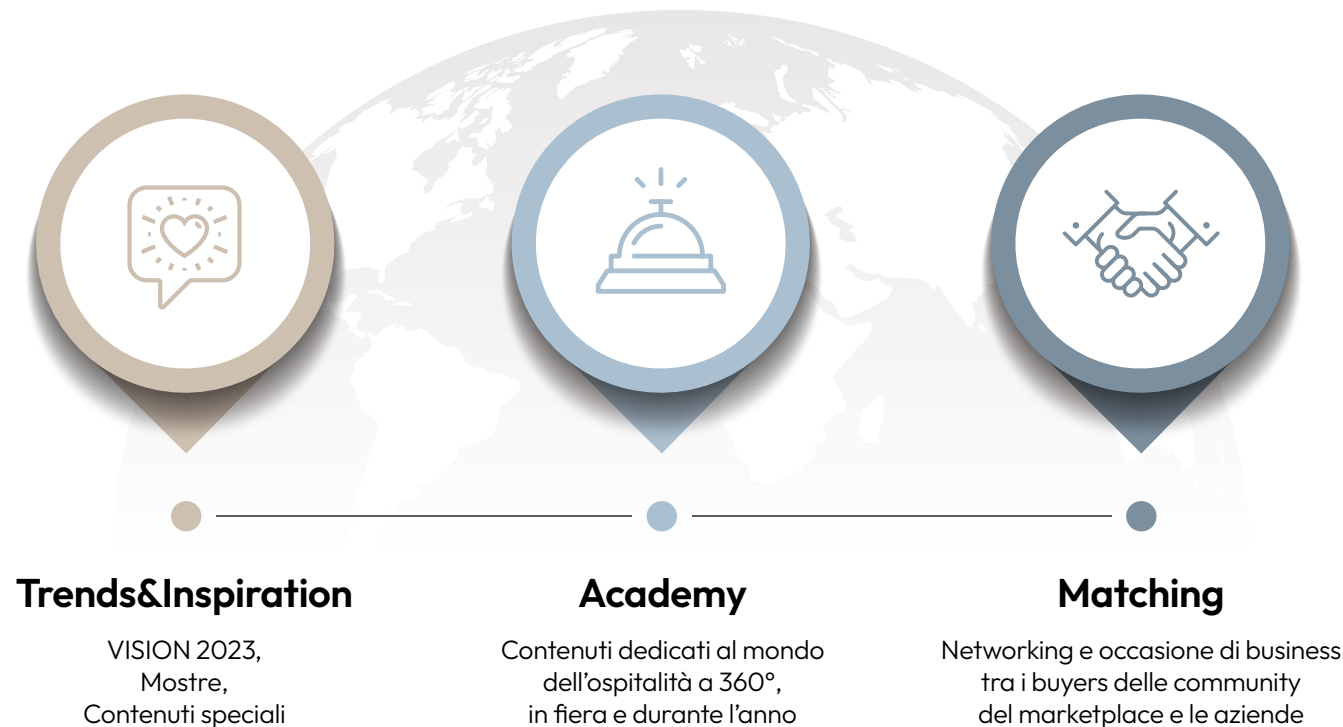 Trends&Inspiration
VISION 2023,
Mostre,
Contenuti speciali
Academy
Contenuti dedicati al mondo
dell'ospitalità a 360°,
in fiera e durante l'anno
Matching
Networking e occasione di business
tra i buyers delle community
del marketplace e le aziende